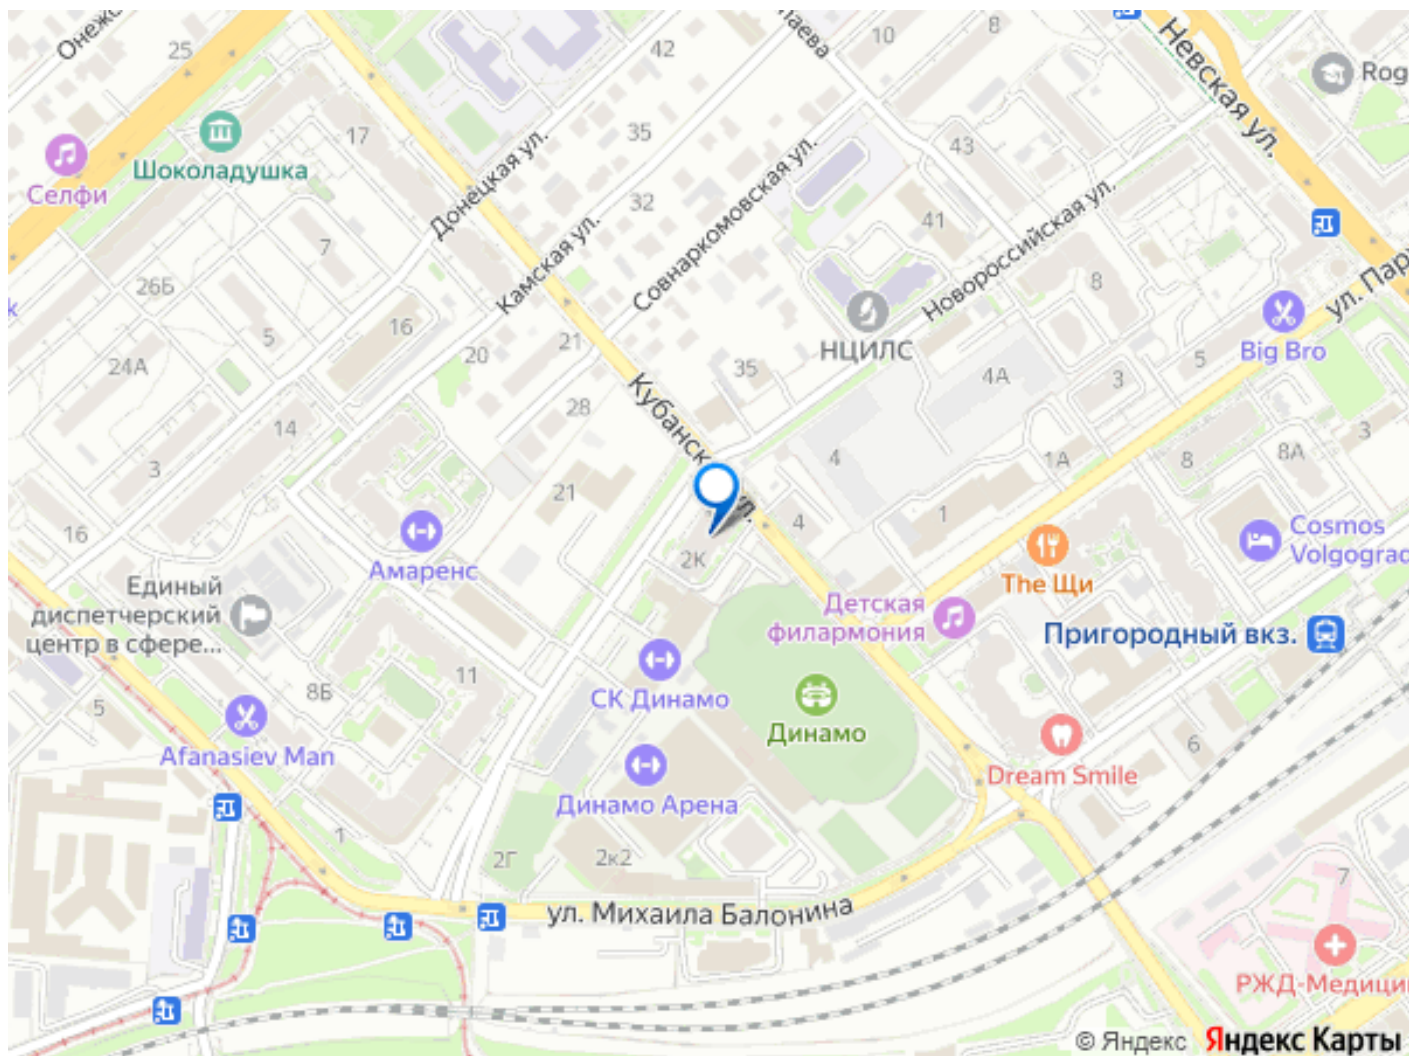 Онежс
25
42
паева
10
8
Невская ул.
Rog
17
35
43
Шоколадушка
Селфи
Донецкая ул.
Совнаркомовская ул.
32
41
Новороссийская ул.
7
26Б
Камская ул.
8
ул. Пар
k
16
21
НЦИЛС
5
20
35
5
Big Bro
24А
4А
3
Кубанск
ул.
28
14
3
3
4
1А
8
8А
21
16
1
4
Cosmos
Volgograd
Амаренс
2К
The Щи
Единый
диспетчерский
центр в сфере...
Детская
филармония
Пригородный вкз.
11
8Б
СК Динамо
5
Динамо
6
Afanasiev Man
Dream Smile
Динамо Арена
1
2Г
2к2
7
ул. Михаила Балонина
РЖД-Медици
© Яндекс Яндекс Карты